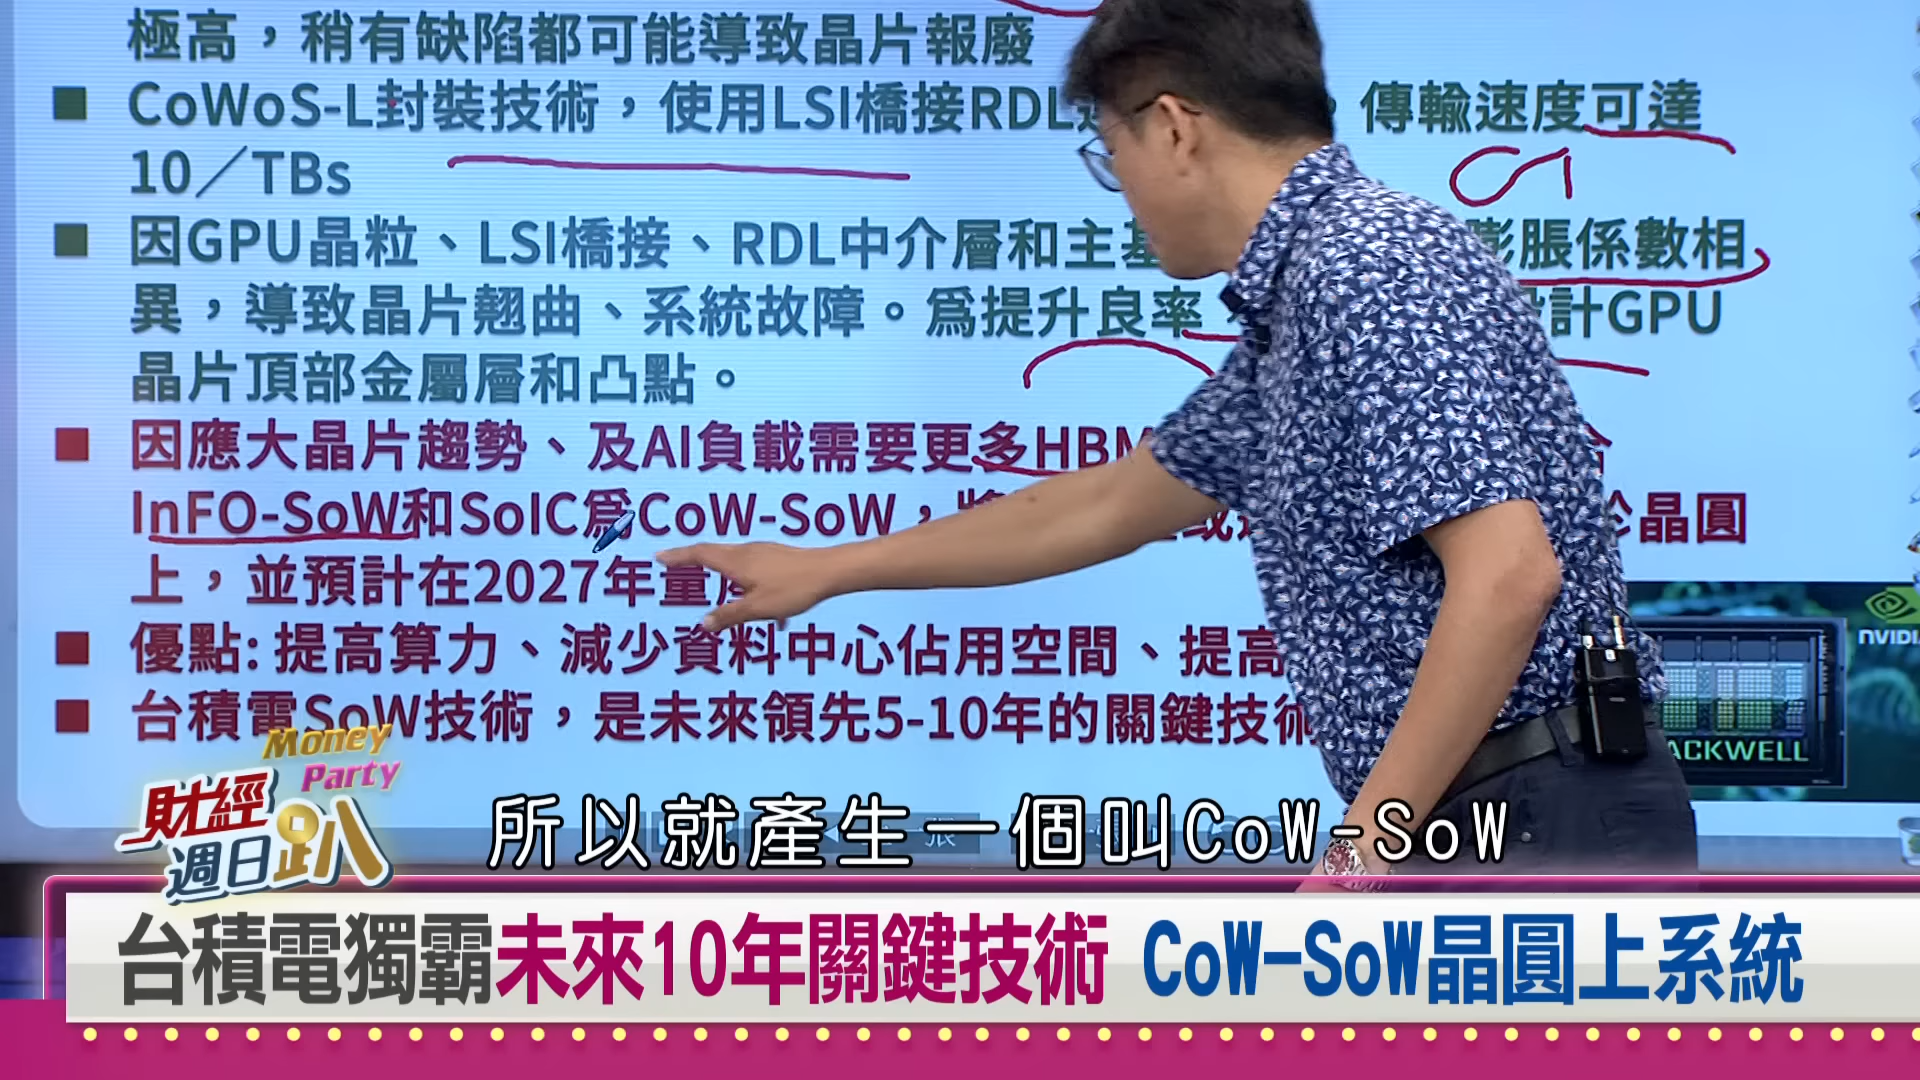 極高，稍有缺陷都可能導致晶片報廢
CoWoS-L封裝技術，使用LSI橋接RDL ，傳輸速度可達
10／TBs
因GPU晶粒、LSI橋接、RDL中介層和主基 膨脹係數相
異，導致晶片翹曲、系統故障。為提升良率 計GPU
晶片頂部金屬層和凸點。
因應大晶片趨勢、及AI負載需要更多HBM
InFO-SoW和SoIC為CoW-SoW， 晶圓
上，並預計在2027年量
優點: 提高算力、減少資料中心佔用空間、提高
台積電SoW技術，是未來領先5-10年的關鍵技術
NVIDI
ACKWELL
Money
Party
財經
週日趴
所以就產生一個叫CoW-SoW
台積電獨霸未來10年關鍵技術 CoW-SoW晶圓上系統